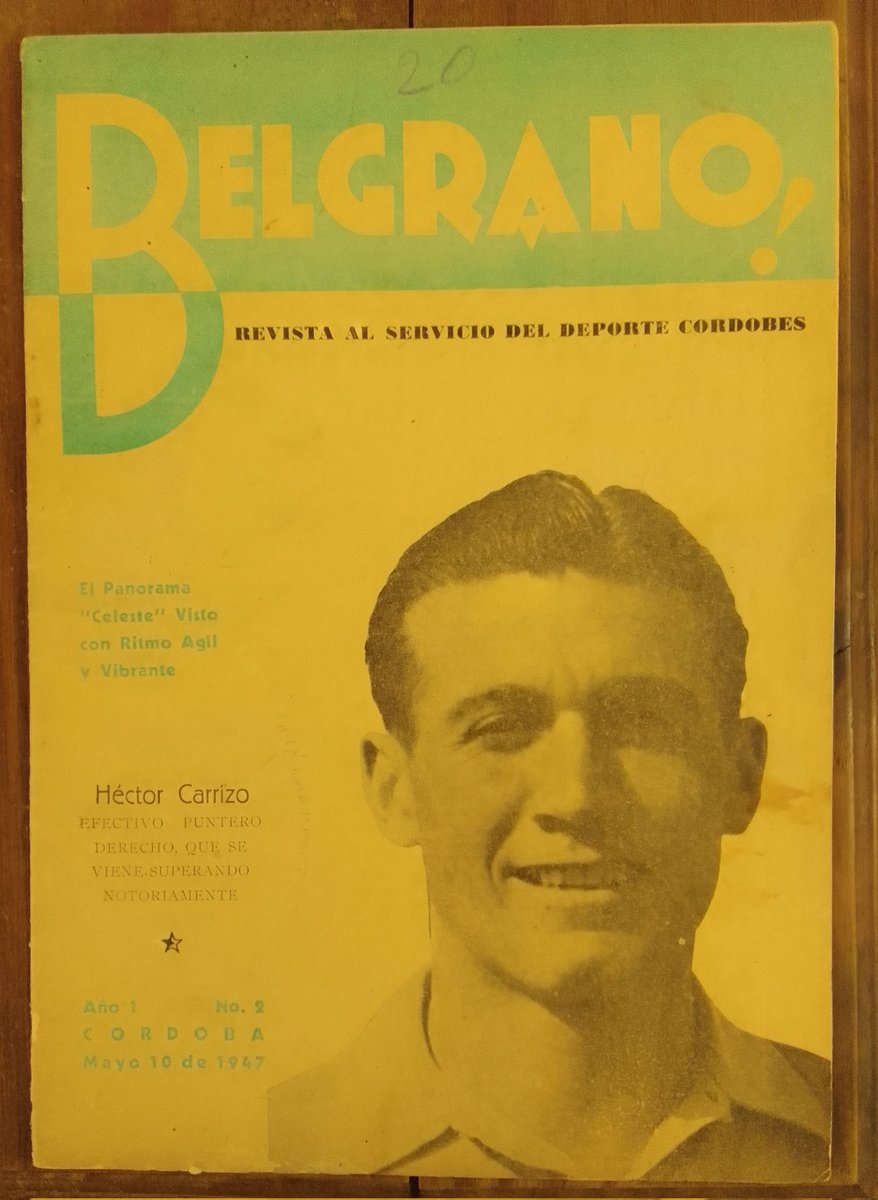 20
BELGRANO!
REVISTA AL SERVICIO DEL DEPORTE CORDOBES
El Panorama
"Celeste" Visto
con Ritmo Agil
y Vibrante
Héctor Carrizo
EFECTIVO PUNTERO
DERECHO, QUE SE
VIENE SUPERANDO
NOTORIAMENTE
Año 1 No. 2
CORDOBA
Mayo 10 de 1947